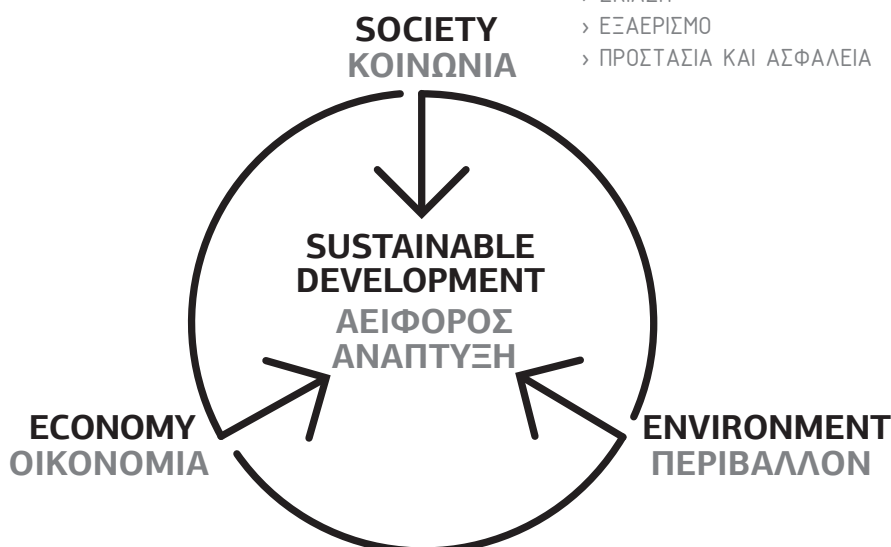 SOCIETY
ΚΟΙΝΩΝΙΑ
› ΕΞΑΕΡΙΣΜΟ
› ΠΡΟΣΤΑΣΙΑ ΚΑΙ ΑΣΦΑΛΕΙΑ
SUSTAINABLE
DEVELOPMENT
ΑΕΙΦΟΡΟΣ
ΑΝΑΠΤΥΞΗ
ECONOMY
ΟΙΚΟΝΟΜΙΑ
ENVIRONMENT
ΠΕΡΙΒΑΛΛΟΝ